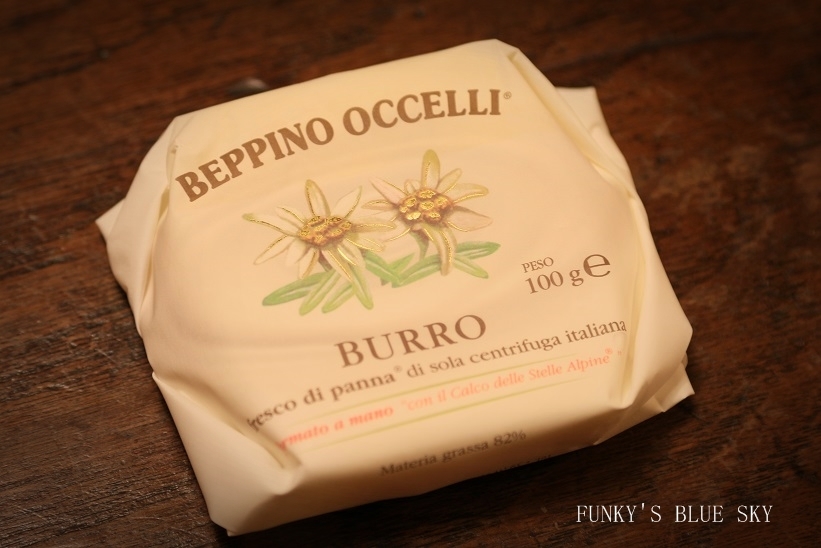 BEPPINO OCCELLI®
PESO
100 g ℮
BURRO
fresco di panna® di sola centrifuga italiana
"con il Calco delle Stelle Alpine®"
a mano
Materia grassa 82%
FUNKY'S BLUE SKY